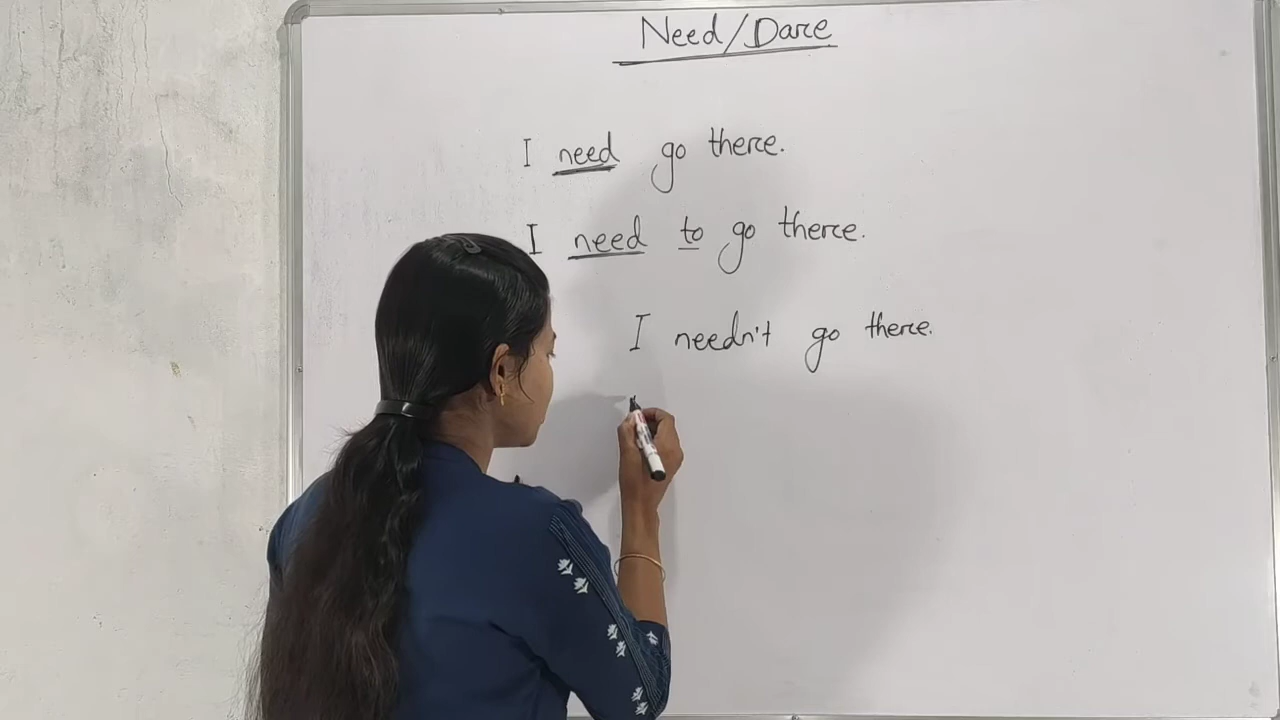 Need/Dare
I need go there.
I need to go there.
I needn't go there.